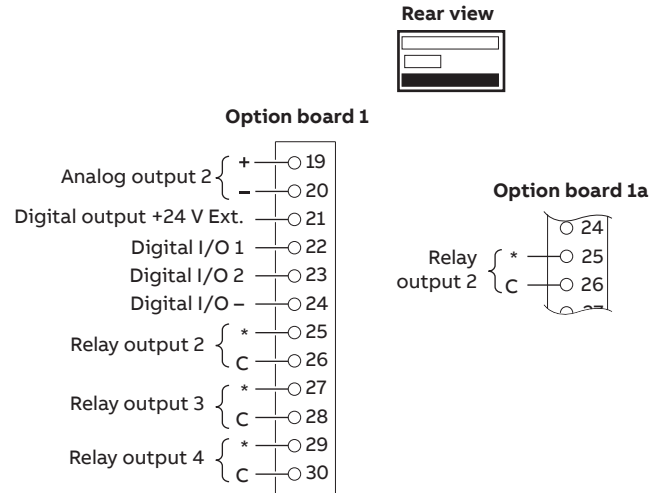 Rear view
Option board 1
Analog output 2 + 19
– 20
Digital output +24 V Ext. 21
Digital I/O 1 22
Digital I/O 2 23
Digital I/O – 24
Relay output 2 * 25
C 26
Relay output 3 * 27
C 28
Relay output 4 * 29
C 30
Option board 1a
24
Relay output 2 * 25
C 26
27